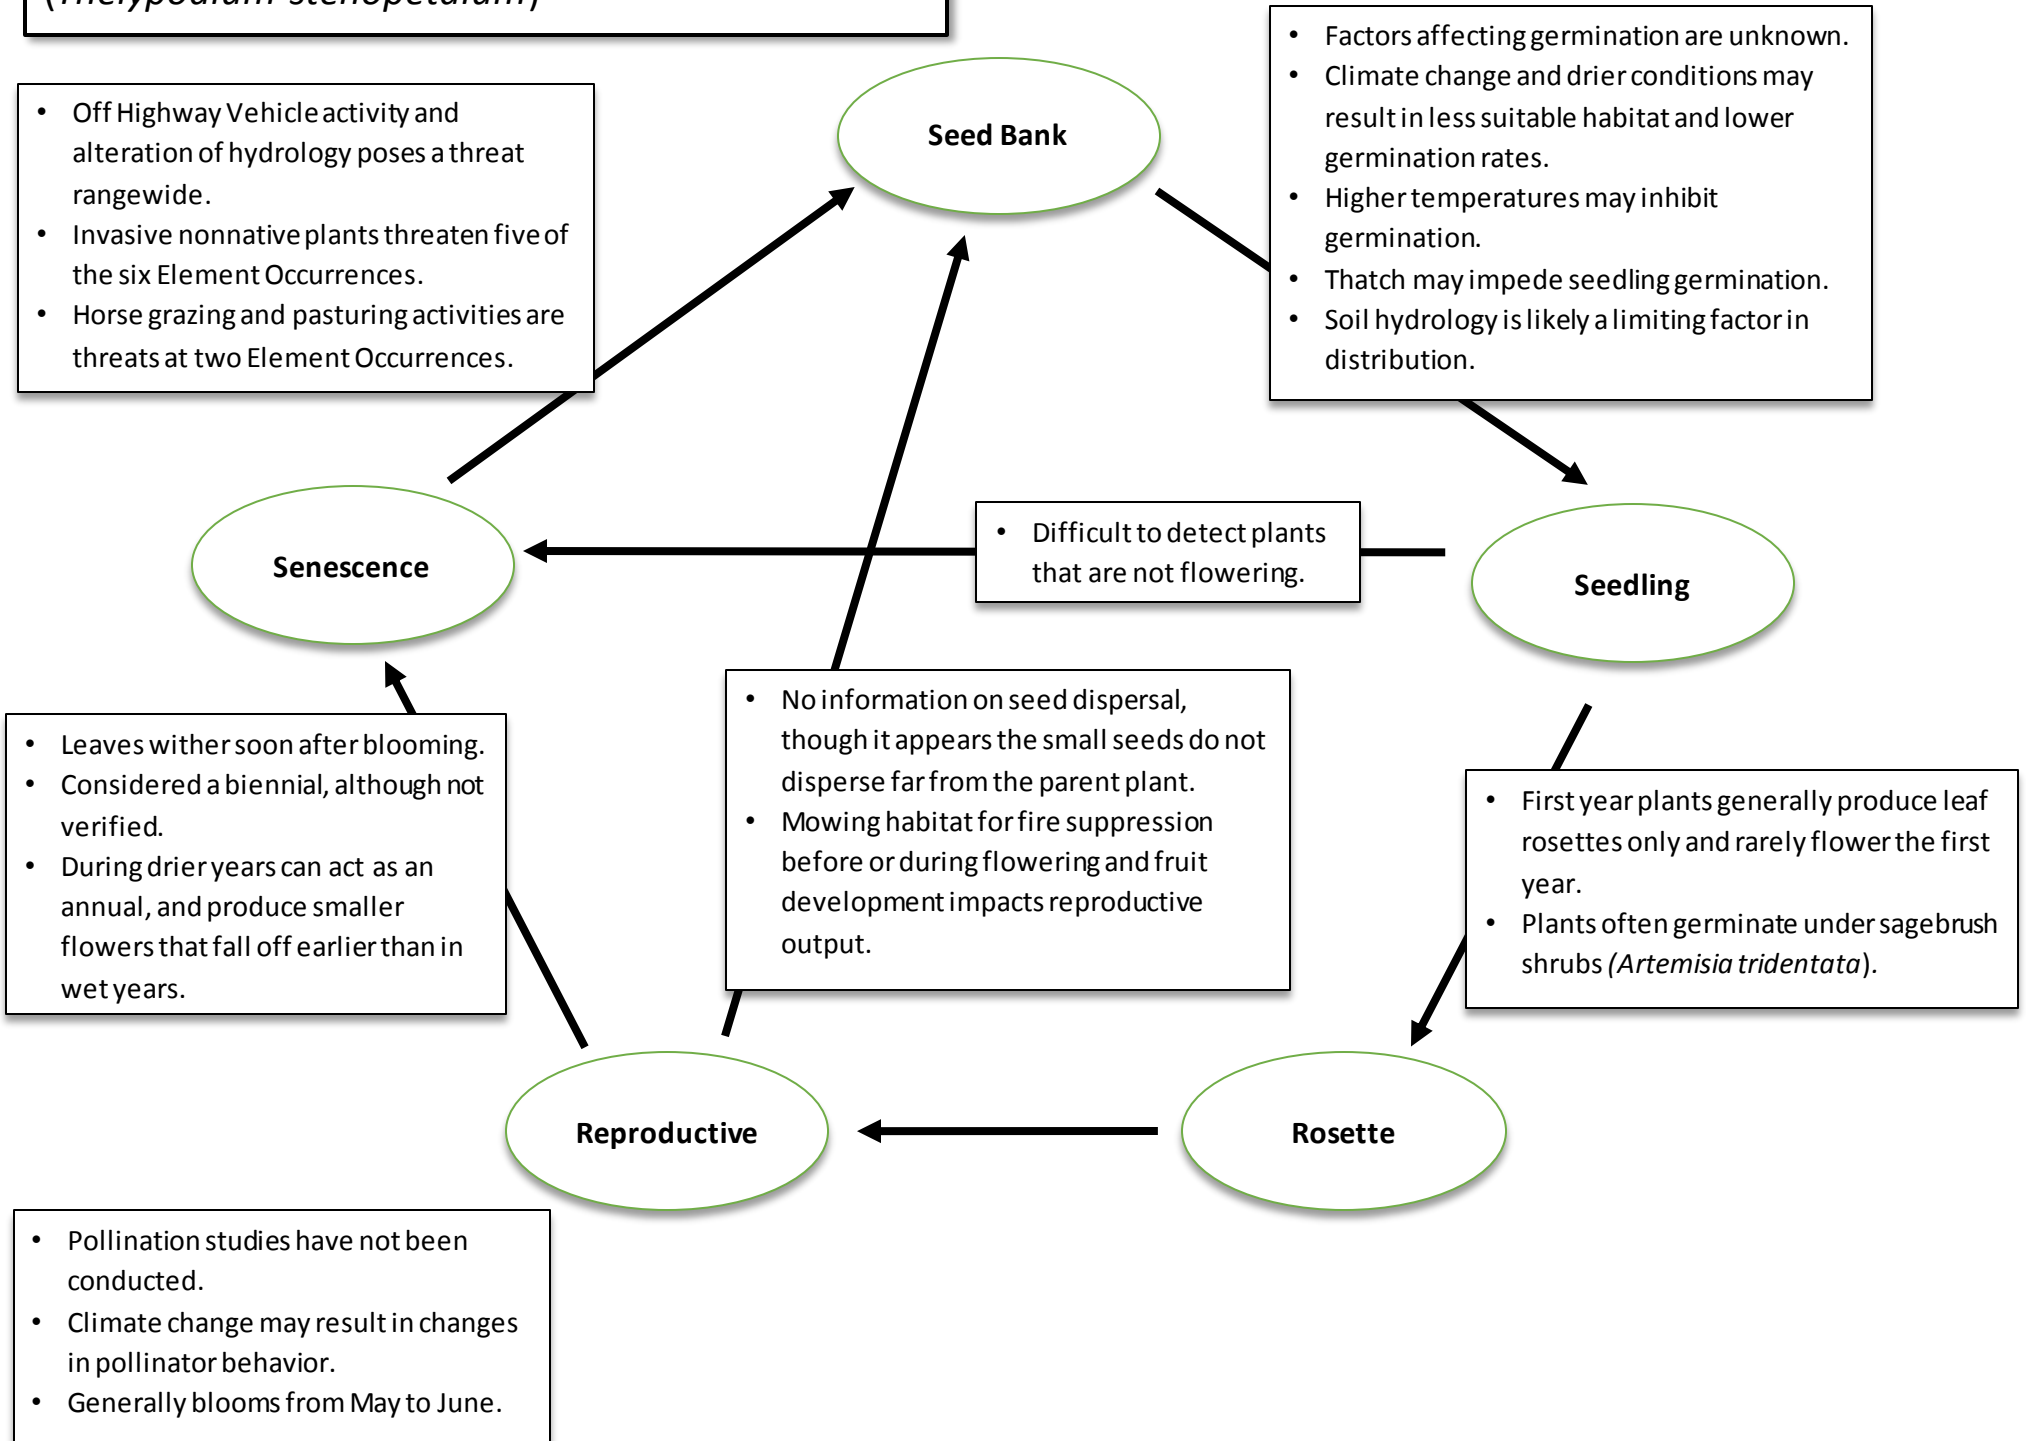 (Thelypodium stenopetalum)
• Off Highway Vehicle activity and
alteration of hydrology poses a threat
rangewide.
• Invasive nonnative plants threaten five of
the six Element Occurrences.
• Horse grazing and pasturing activities are
threats at two Element Occurrences.
Seed Bank
• Factors affecting germination are unknown.
• Climate change and drier conditions may
result in less suitable habitat and lower
germination rates.
• Higher temperatures may inhibit
germination.
• Thatch may impede seedling germination.
• Soil hydrology is likely a limiting factor in
distribution.
Senescence
• Difficult to detect plants
that are not flowering.
Seedling
• Leaves wither soon after blooming.
• Considered a biennial, although not
verified.
• During drier years can act as an
annual, and produce smaller
flowers that fall off earlier than in
wet years.
• No information on seed dispersal,
though it appears the small seeds do not
disperse far from the parent plant.
• Mowing habitat for fire suppression
before or during flowering and fruit
development impacts reproductive
output.
• First year plants generally produce leaf
rosettes only and rarely flower the first
year.
• Plants often germinate under sagebrush
shrubs (Artemisia tridentata).
Reproductive
Rosette
• Pollination studies have not been
conducted.
• Climate change may result in changes
in pollinator behavior.
• Generally blooms from May to June.